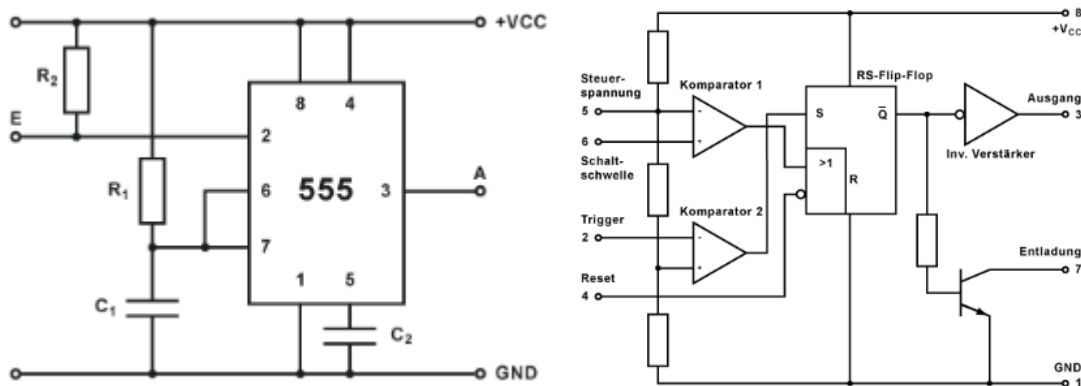 +VCC
R2
8
4
E
2
R1
6
555
3
A
7
1
5
C1
C2
GND
8
+VCC
RS-Flip-Flop
Steuer-
spannung
5
Komparator 1
-
+
6
Schalt-
schwelle
S
Q
Ausgang
3
Inv. Verstärker
>1
R
Trigger
2
Komparator 2
-
+
Reset
4
Entladung
7
GND
1